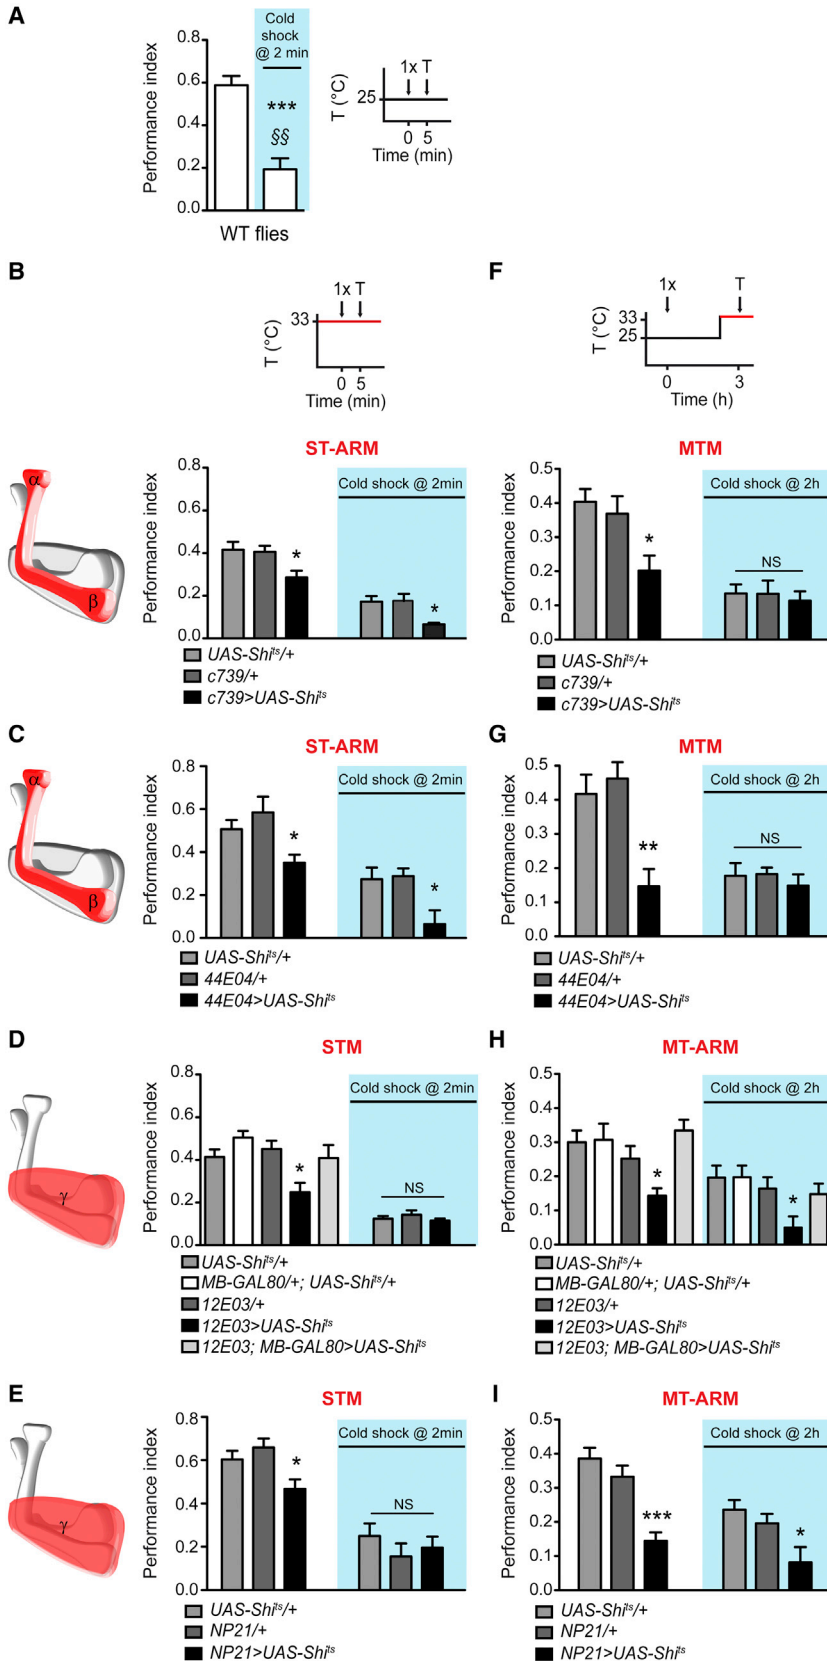 A
Cold
shock
@ 2 min
Performance index
0.8
0.6
0.4
0.2
0.0
***
§§
WT flies
1x T
T (°C)
25
0 5
Time (min)
B
1x T
T (°C)
33
0 5
Time (min)
ST-ARM
α
β
Performance index
0.8
0.4
0.2
0.0
*
Cold shock @ 2min
*
UAS-Shits/+
c739/+
c739>UAS-Shits
F
1x T
T (°C)
33
25
0 3
Time (h)
MTM
Performance index
0.5
0.4
0.3
0.2
0.1
0.0
*
Cold shock @ 2h
NS
UAS-Shits/+
c739/+
c739>UAS-Shits
C
ST-ARM
α
β
Performance index
0.8
0.6
0.4
0.2
0.0
*
Cold shock @ 2min
*
UAS-Shits/+
44E04/+
44E04>UAS-Shits
G
MTM
Performance index
0.5
0.4
0.3
0.2
0.1
0.0
**
Cold shock @ 2h
NS
UAS-Shits/+
44E04/+
44E04>UAS-Shits
D
STM
γ
Performance index
0.8
0.6
0.4
0.2
0.0
*
Cold shock @ 2min
NS
UAS-Shits/+
MB-GAL80/+; UAS-Shits/+
12E03/+
12E03>UAS-Shits
12E03; MB-GAL80>UAS-Shits
H
MT-ARM
Performance index
0.5
0.4
0.3
0.2
0.1
0.0
*
Cold shock @ 2h
*
UAS-Shits/+
MB-GAL80/+; UAS-Shits/+
12E03/+
12E03>UAS-Shits
12E03; MB-GAL80>UAS-Shits
E
STM
γ
Performance index
0.8
0.6
0.4
0.2
0.0
*
Cold shock @ 2min
NS
UAS-Shits/+
NP21/+
NP21>UAS-Shits
I
MT-ARM
Performance index
0.5
0.4
0.3
0.2
0.1
0.0
***
Cold shock @ 2h
*
UAS-Shits/+
NP21/+
NP21>UAS-Shits